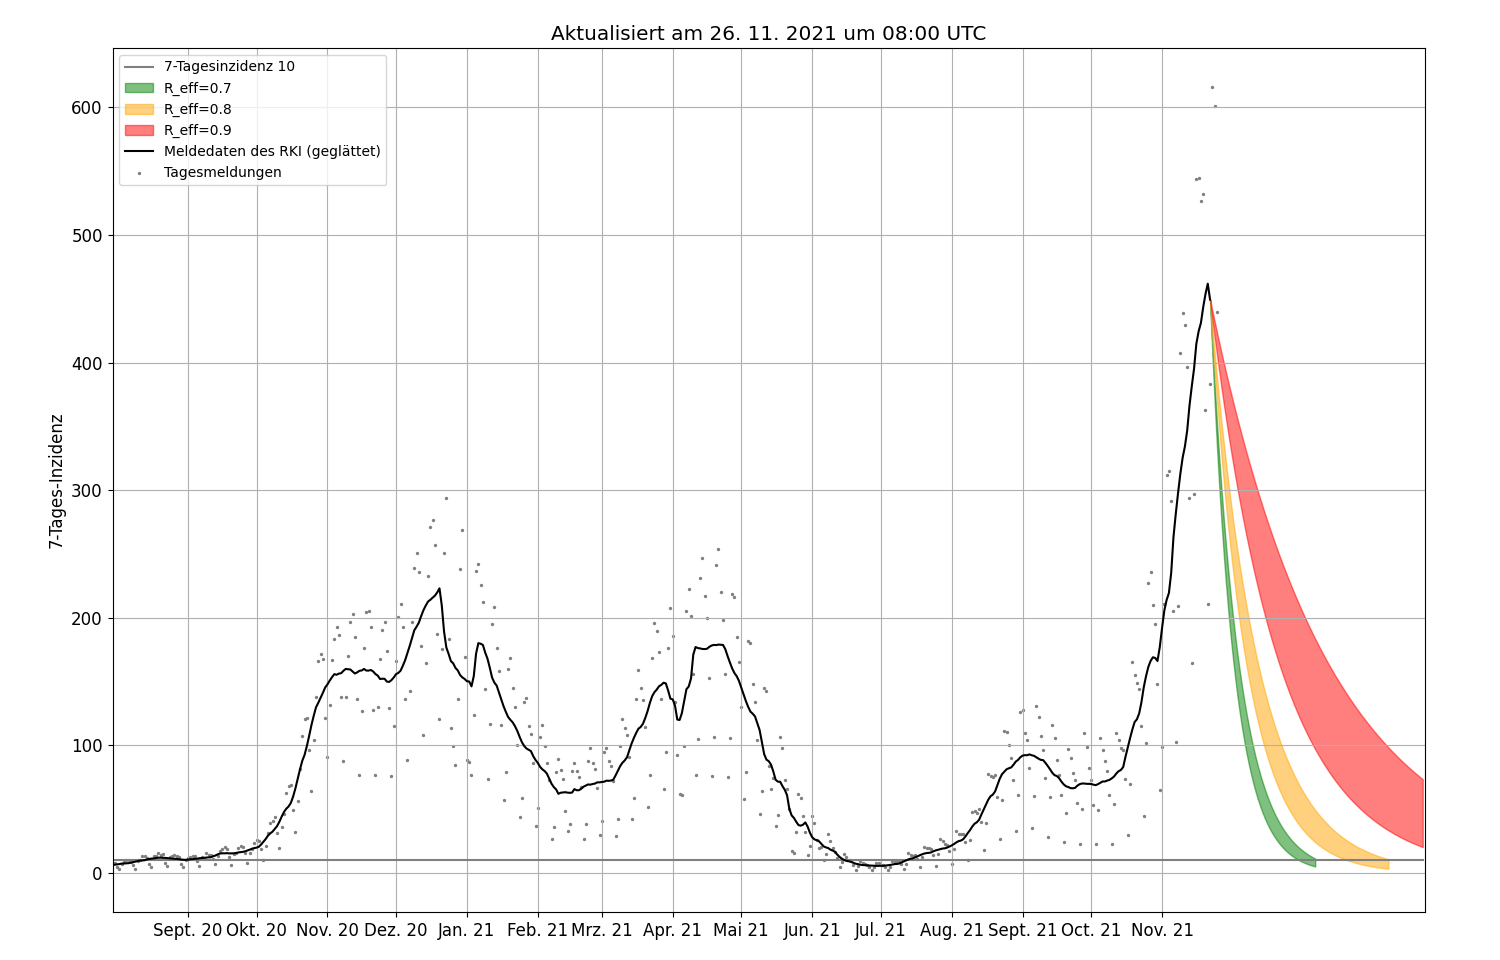 Aktualisiert am 26. 11. 2021 um 08:00 UTC
7-Tagesinzidenz 10
R_eff=0.7
R_eff=0.8
R_eff=0.9
Meldedaten des RKI (geglättet)
Tagesmeldungen
7-Tages-Inzidenz
600
500
400
300
200
100
0
Sept. 20 Okt. 20 Nov. 20 Dez. 20 Jan. 21 Feb. 21 Mrz. 21 Apr. 21 Mai 21 Jun. 21 Jul. 21 Aug. 21 Sept. 21 Oct. 21 Nov. 21